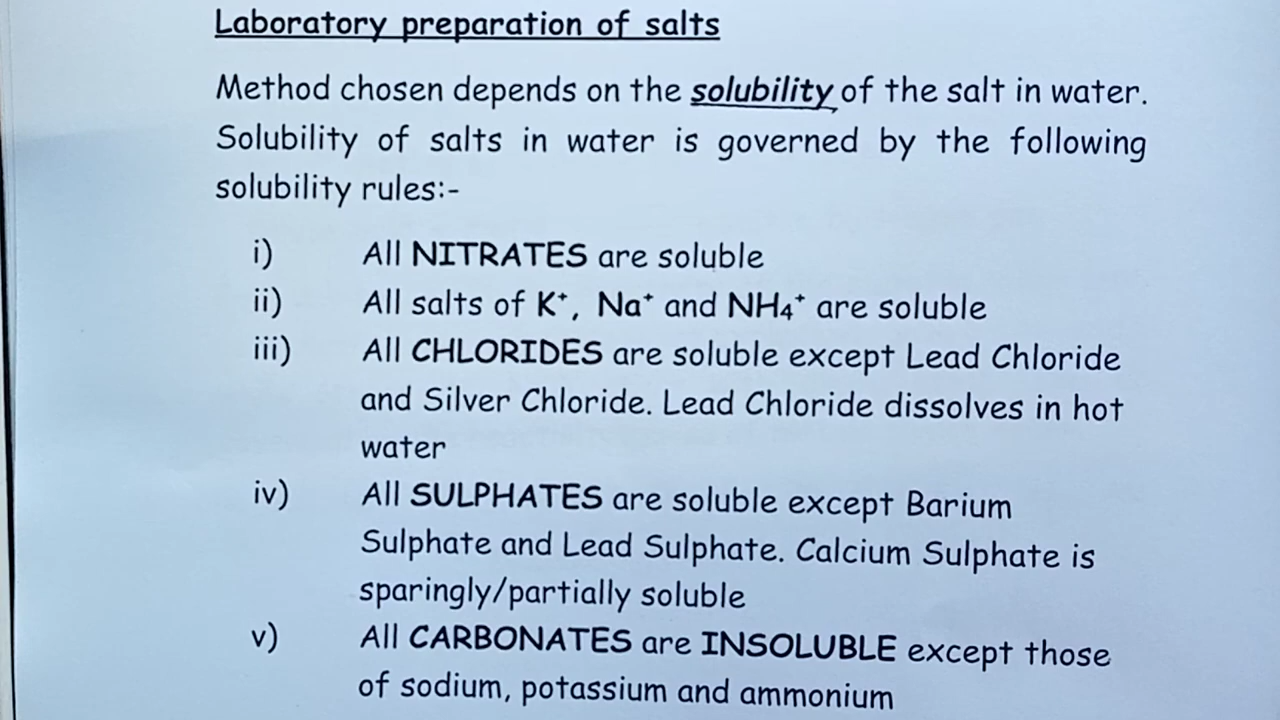 Laboratory preparation of salts
Method chosen depends on the solubility of the salt in water.
Solubility of salts in water is governed by the following
solubility rules:-
i) All NITRATES are soluble
ii) All salts of K⁺, Na⁺ and NH₄⁺ are soluble
iii) All CHLORIDES are soluble except Lead Chloride
and Silver Chloride. Lead Chloride dissolves in hot
water
iv) All SULPHATES are soluble except Barium
Sulphate and Lead Sulphate. Calcium Sulphate is
sparingly/partially soluble
v) All CARBONATES are INSOLUBLE except those
of sodium, potassium and ammonium